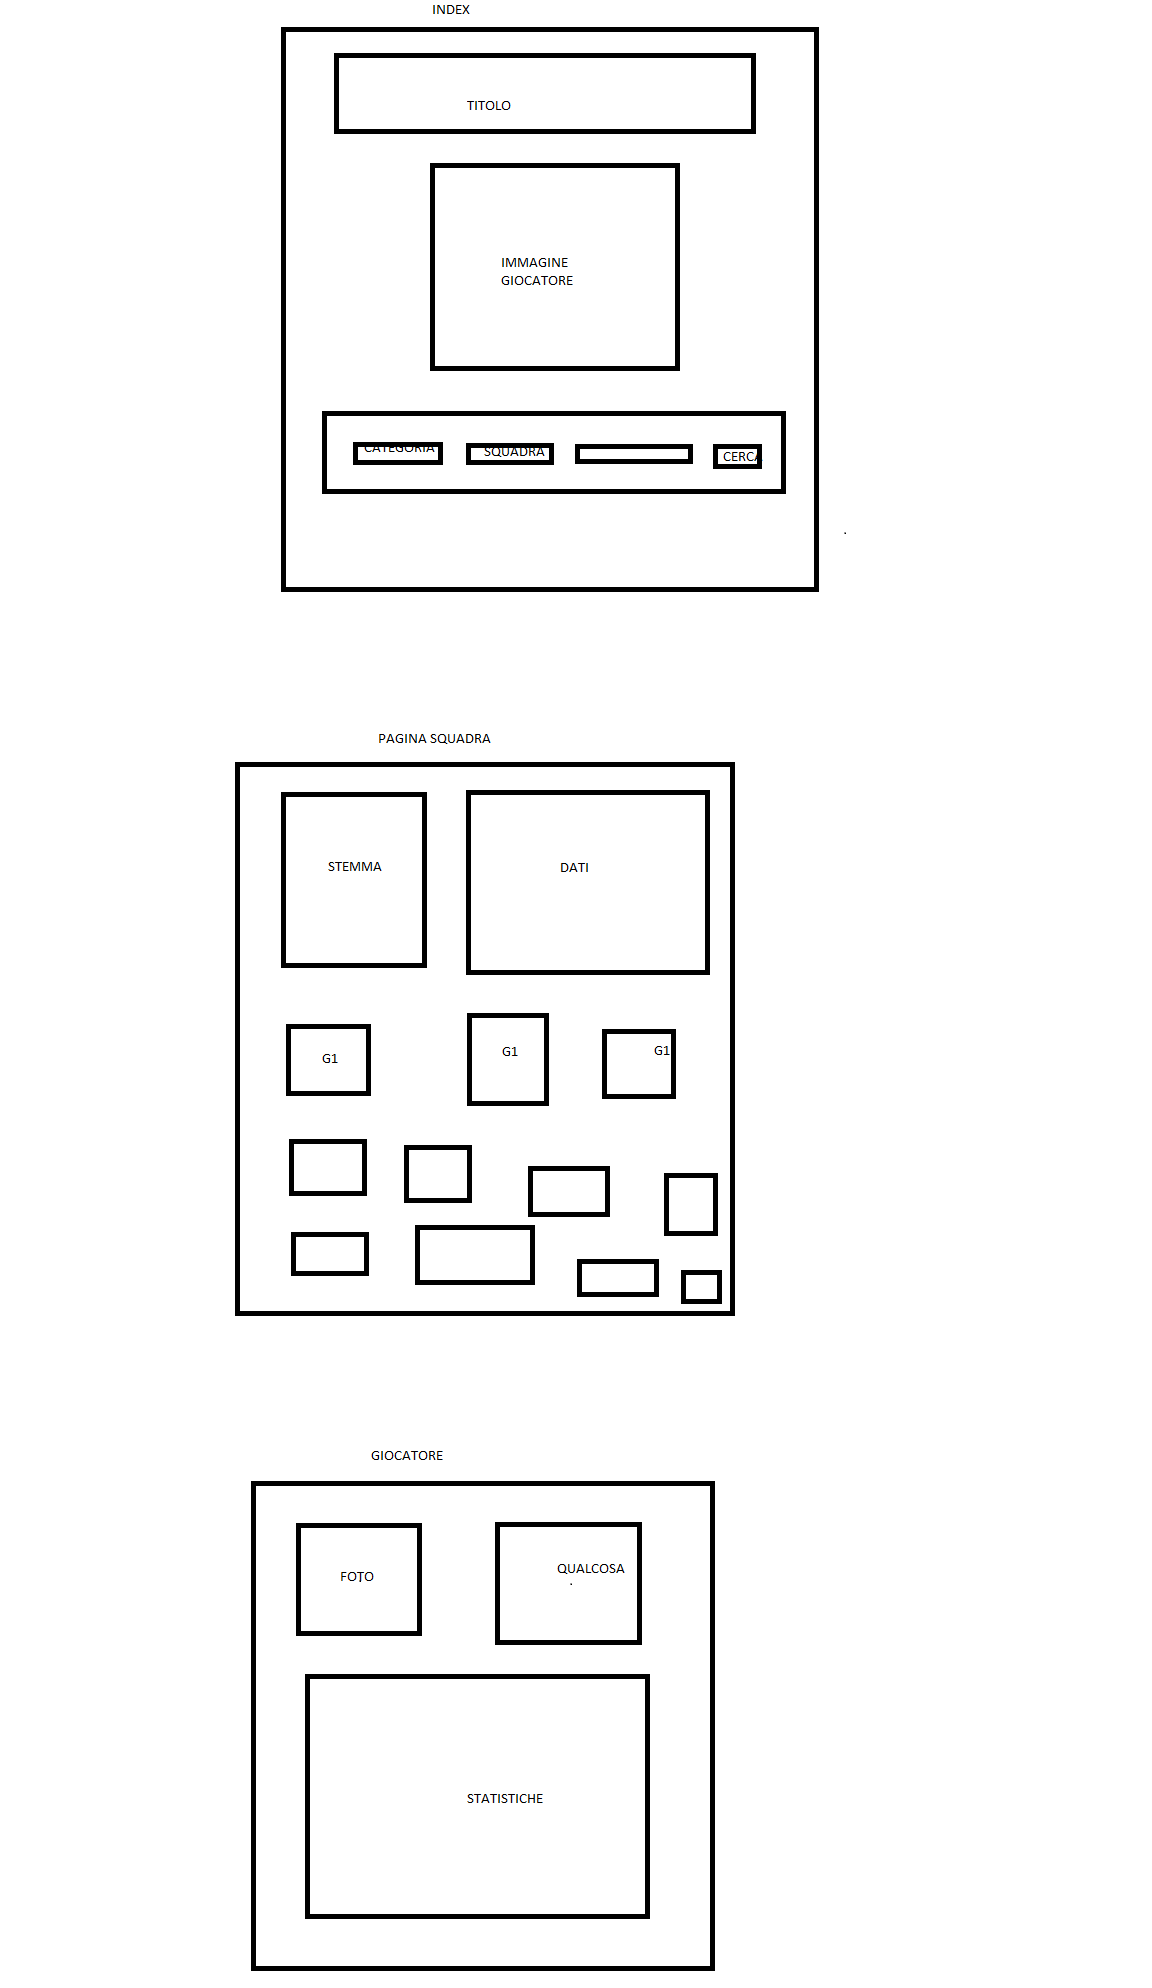 INDEX
TITOLO
IMMAGINE
GIOCATORE
CATEGORIA
SQUADRA
CERCA
.
PAGINA SQUADRA
STEMMA
DATI
G1
G1
G1
GIOCATORE
FOTO
QUALCOSA
.
STATISTICHE